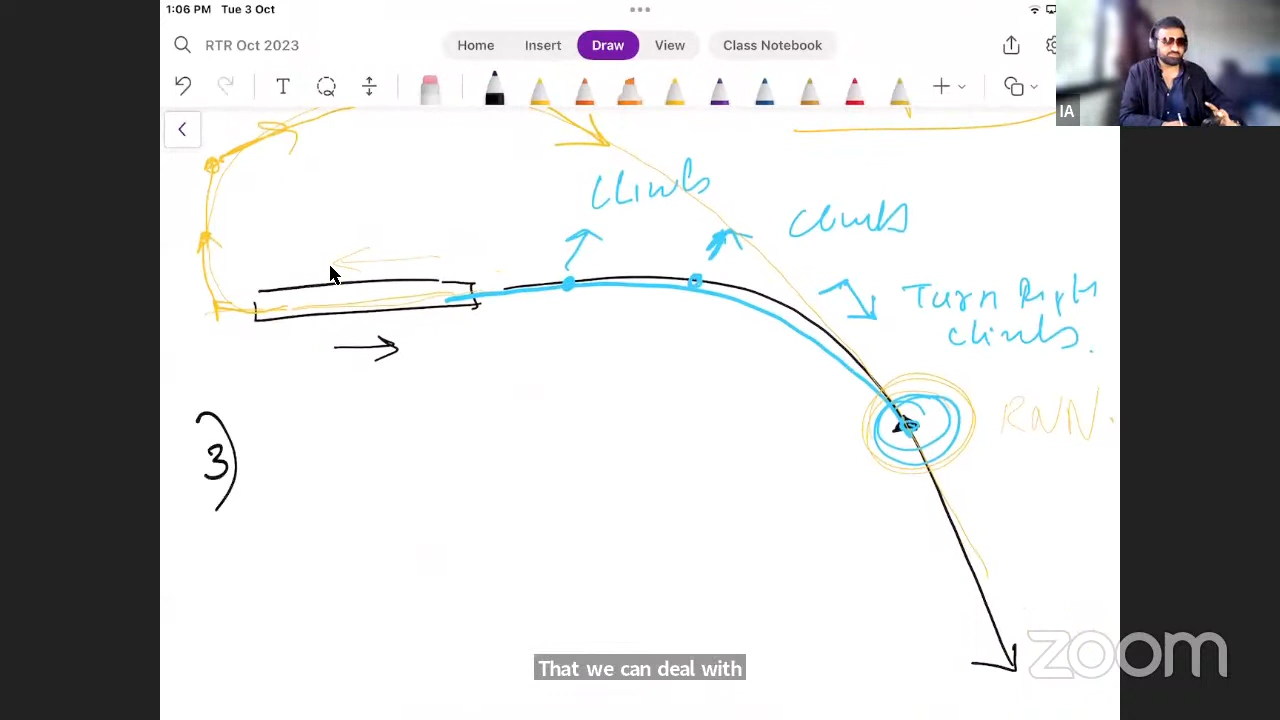 1:06 PM Tue 3 Oct
RTR Oct 2023
Home Insert Draw View Class Notebook
T
IA
Climb
Climb
Turn Right
climb.
RNN.
3)
That we can deal with
zoom